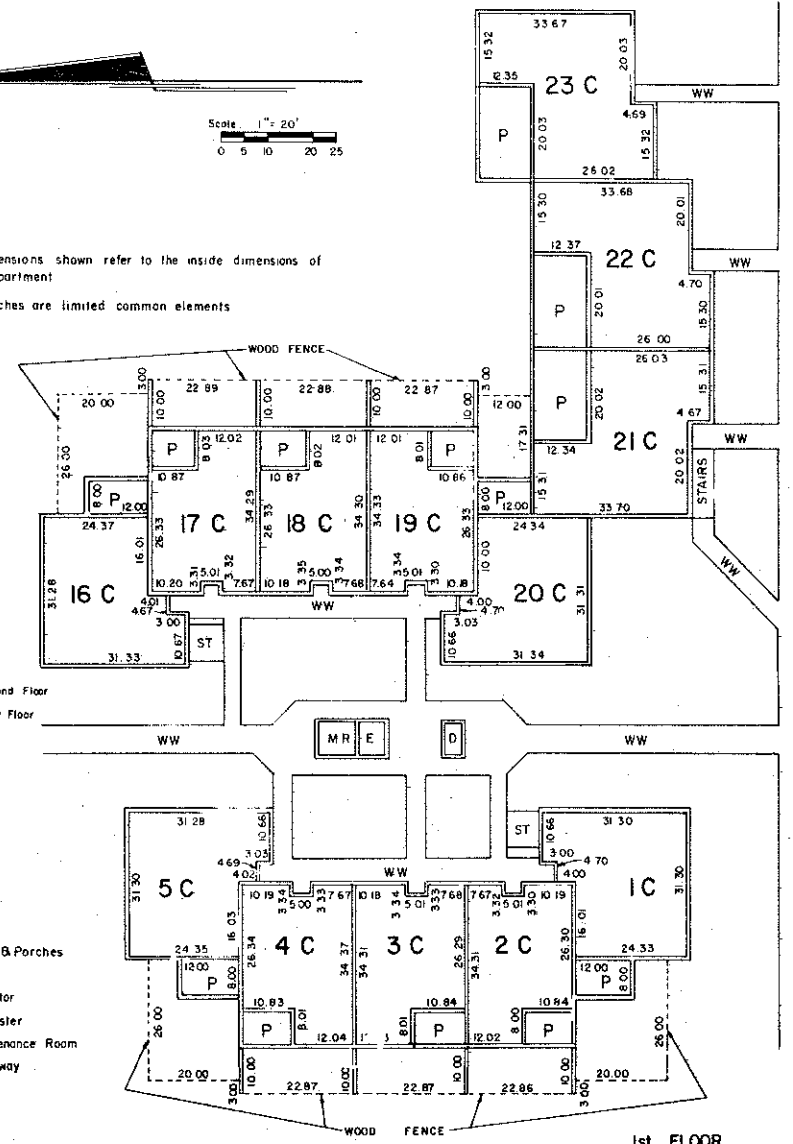 Scale 1" = 20'
0 5 10 20 25
ensions shown refer to the inside dimensions of
partment
ches are limited common elements
33.67
15.32
20.03
12.35
23 C
WW
4.69
P
20.03
15.32
26.02
33.68
15.30
20.01
12.37
22 C
WW
4.70
P
20.01
15.30
26.00
26.03
15.31
P
20.02
4.67
21 C
WW
12.34
20.02
STAIRS
15.31
33.70
WW
WOOD FENCE
3.00
22.89
22.88
22.87
3.00
20.00
10.00
10.00
10.00
10.00
12.00
17.31
26.00
P
8.03
12.02
P
8.02
12.01
12.01
8.01
P
10.87
10.87
10.86
8.00
P
12.00
8.00
P
12.00
24.37
17 C
18 C
19 C
24.34
26.33
34.29
26.33
34.30
34.33
26.33
16.01
10.00
16 C
20 C
31.28
31.31
10.20
3.31
5.01
3.32
7.67
10.18
3.35
5.00
3.34
7.68
7.64
3.34
5.01
3.30
10.18
4.01
4.67
3.00
WW
4.00
4.70
3.03
10.67
ST
10.66
31.33
31.34
nd Floor
Floor
WW
MR
E
D
WW
31.28
10.66
ST
10.66
31.30
3.03
4.69
4.02
3.00
4.70
4.00
WW
5 C
1 C
31.30
31.30
10.19
3.34
5.00
3.33
7.67
10.18
3.34
5.01
3.33
7.68
7.67
3.32
5.01
3.30
10.19
16.03
16.01
4 C
3 C
2 C
26.34
34.37
34.31
26.29
34.31
26.30
24.35
24.33
12.00
P
8.00
12.00
P
8.00
10.83
10.84
10.84
P
8.01
12.04
8.01
P
12.02
8.00
P
26.00
26.00
10.00
10.00
10.00
10.00
20.00
3.00
22.87
22.87
22.86
3.00
20.00
WOOD FENCE
& Porches
tor
ster
enance Room
way
1st. FLOOR